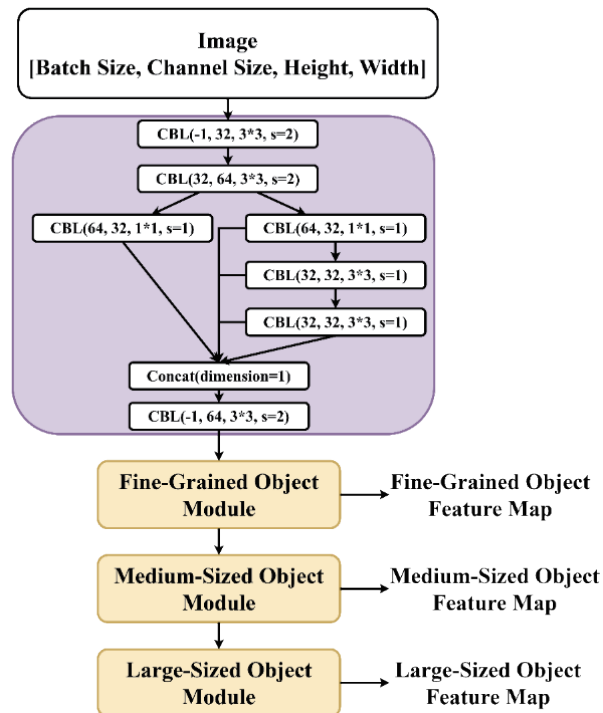 Image
[Batch Size, Channel Size, Height, Width]
CBL(-1, 32, 3*3, s=2)
CBL(32, 64, 3*3, s=2)
CBL(64, 32, 1*1, s=1)
CBL(64, 32, 1*1, s=1)
CBL(32, 32, 3*3, s=1)
CBL(32, 32, 3*3, s=1)
Concat(dimension=1)
CBL(-1, 64, 3*3, s=2)
Fine-Grained Object
Module
Fine-Grained Object
Feature Map
Medium-Sized Object
Module
Medium-Sized Object
Feature Map
Large-Sized Object
Module
Large-Sized Object
Feature Map